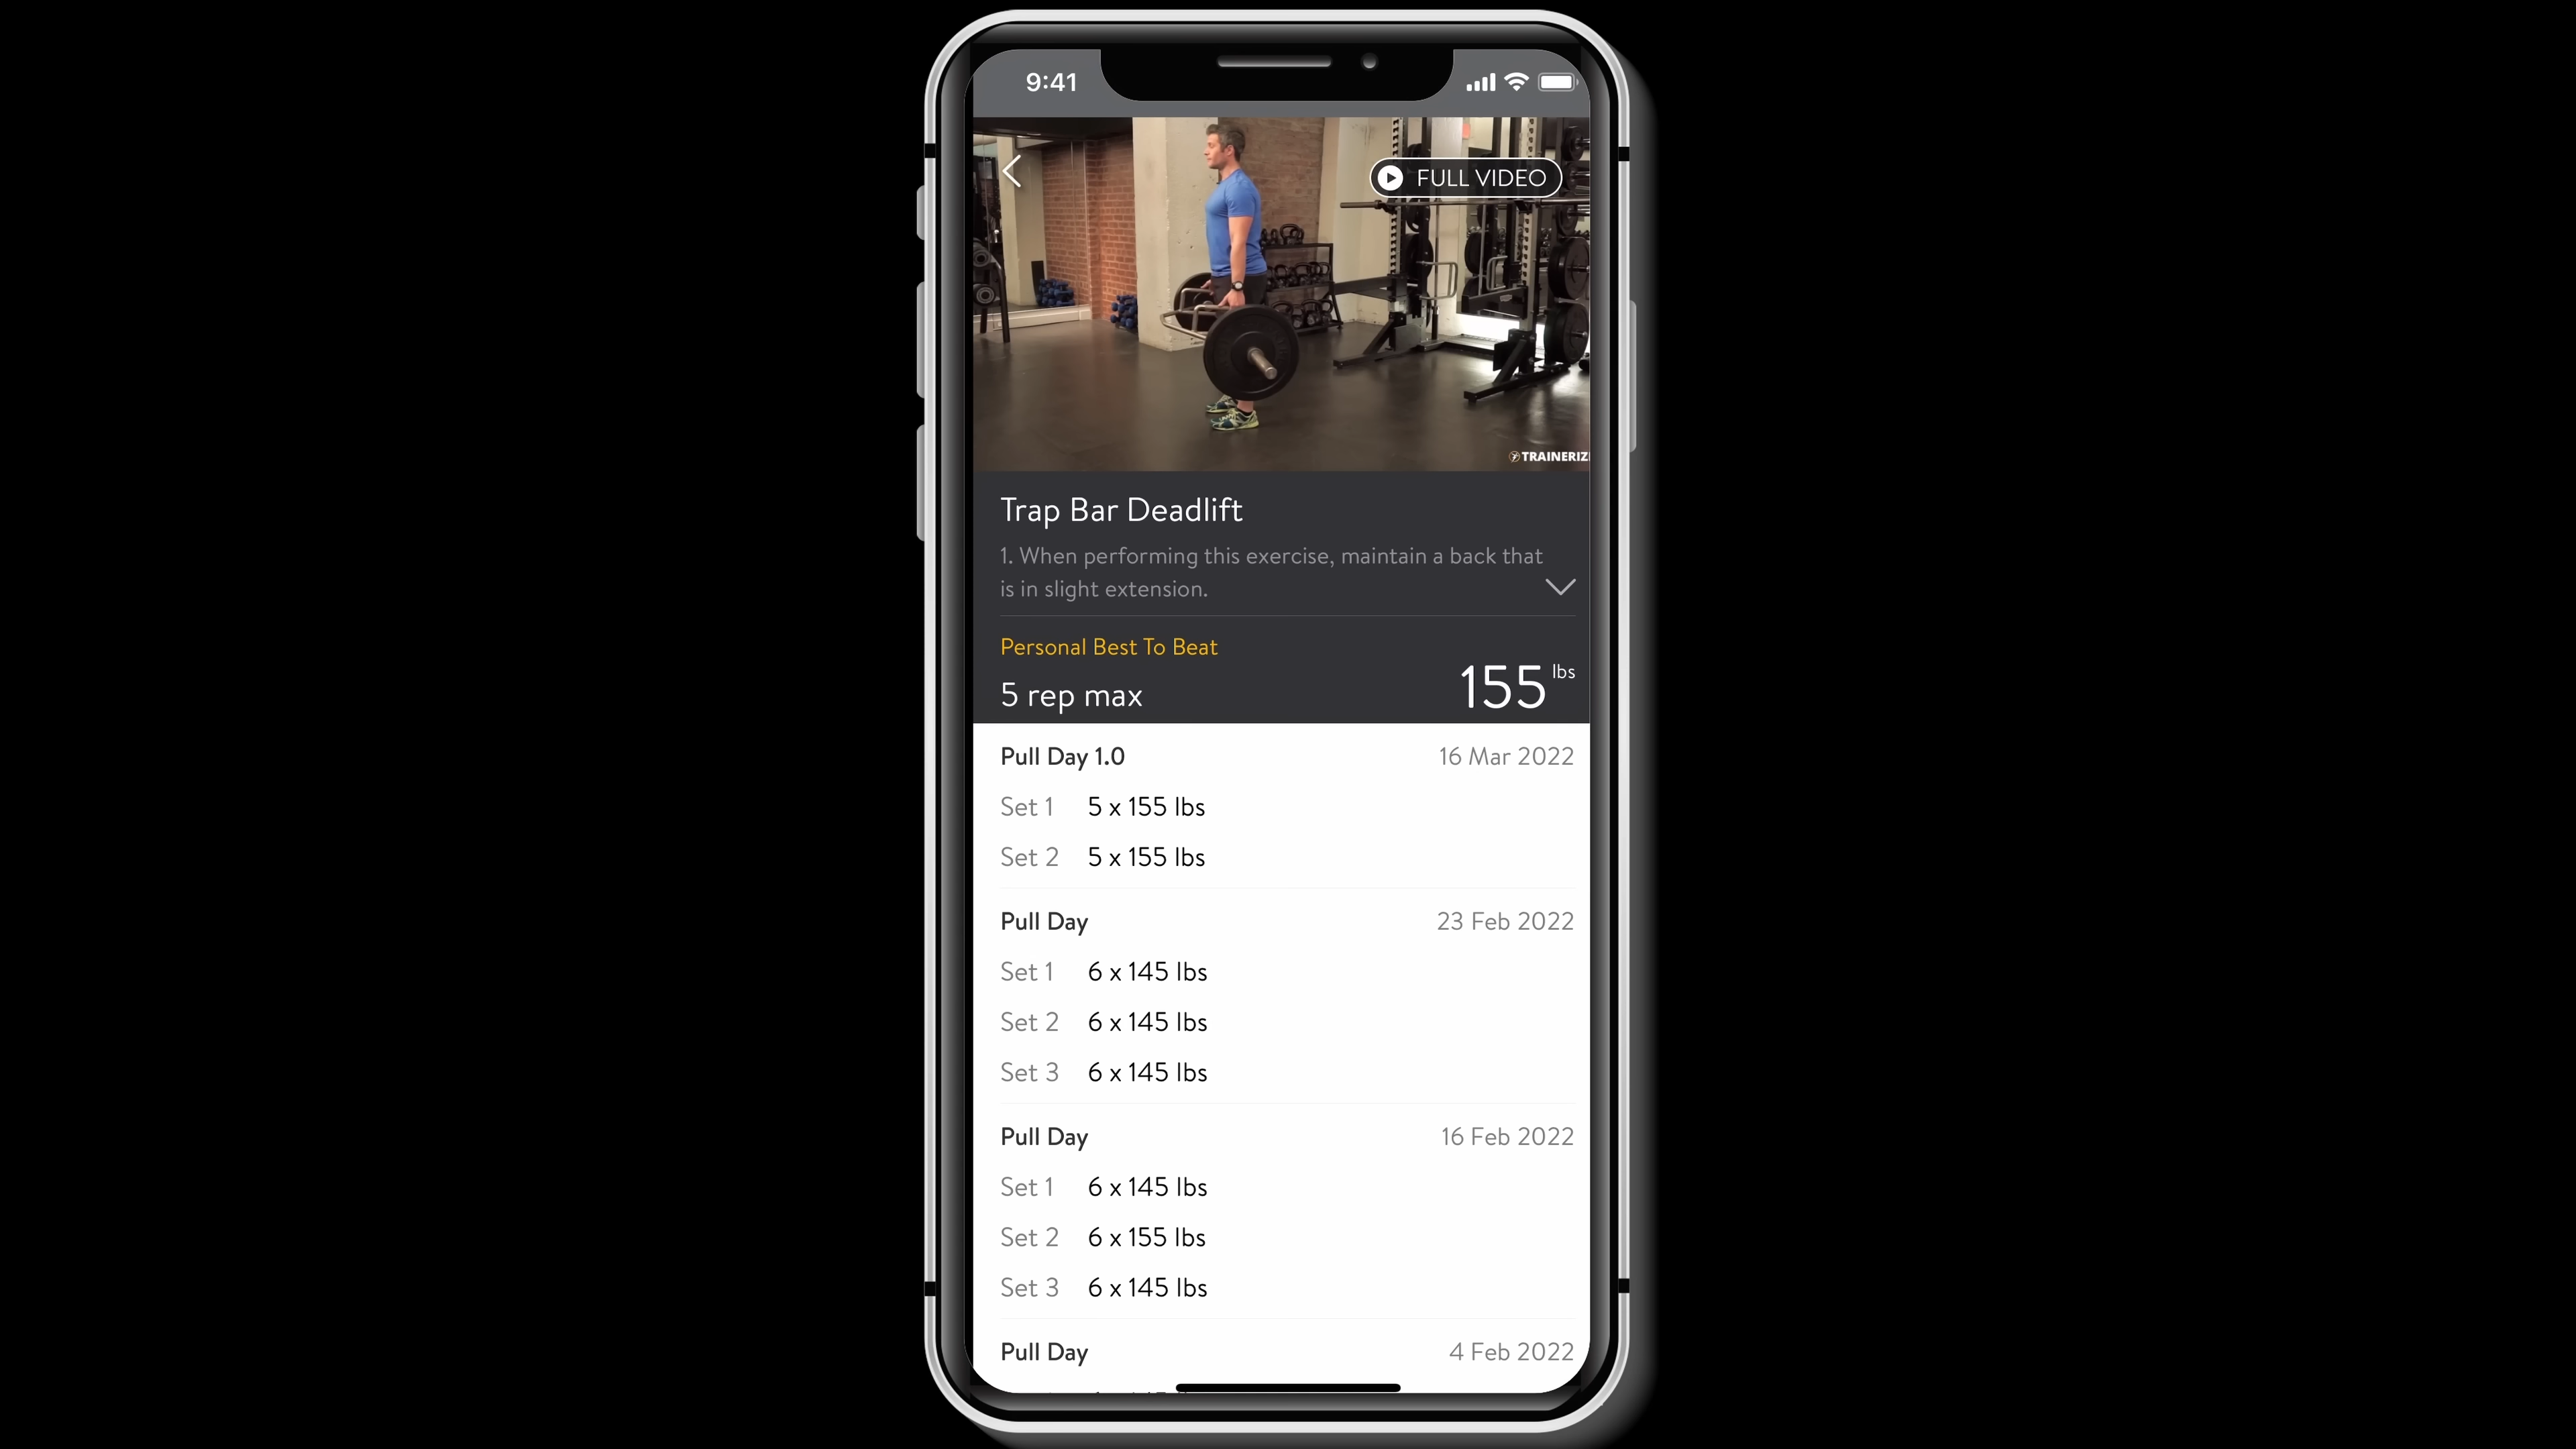 9:41
FULL VIDEO
TRAINERIZ
Trap Bar Deadlift
1. When performing this exercise, maintain a back that
is in slight extension.
Personal Best To Beat
5 rep max 155 lbs
Pull Day 1.0 16 Mar 2022
Set 1 5 x 155 lbs
Set 2 5 x 155 lbs
Pull Day 23 Feb 2022
Set 1 6 x 145 lbs
Set 2 6 x 145 lbs
Set 3 6 x 145 lbs
Pull Day 16 Feb 2022
Set 1 6 x 145 lbs
Set 2 6 x 155 lbs
Set 3 6 x 145 lbs
Pull Day 4 Feb 2022